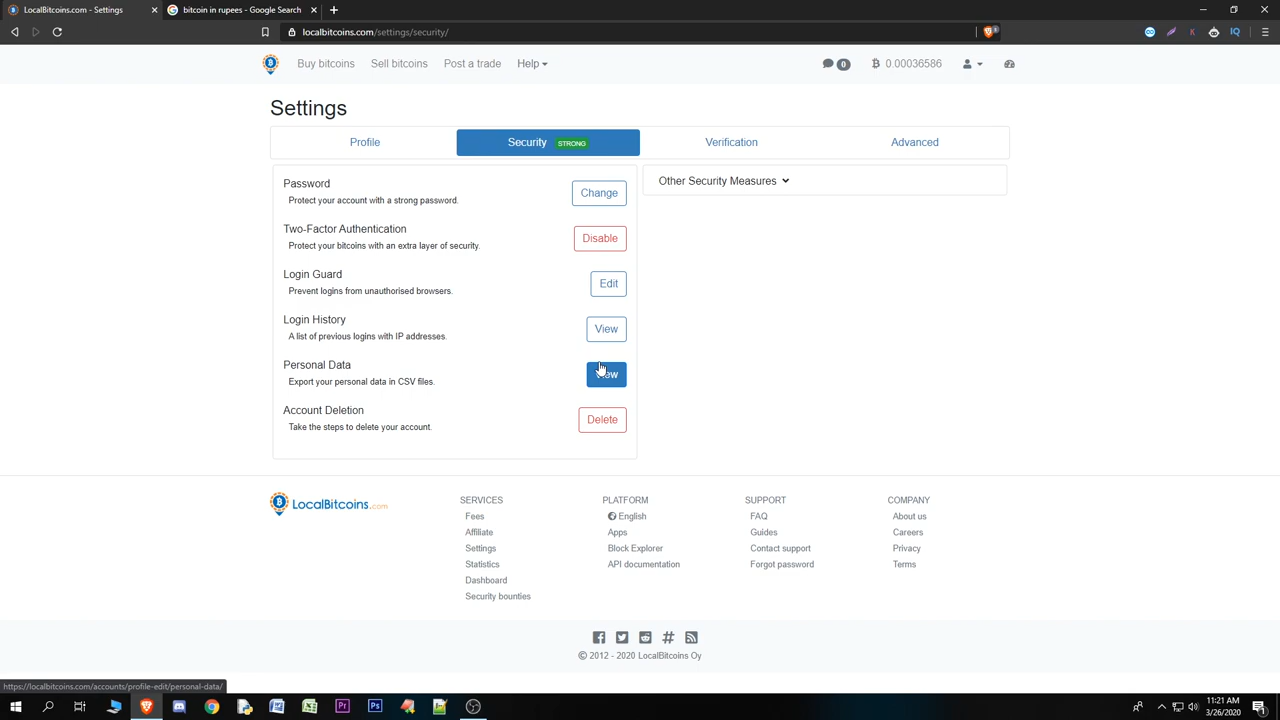 LocalBitcoins.com - Settings
bitcoin in rupees - Google Search
localbitcoins.com/settings/security/
Buy bitcoins
Sell bitcoins
Post a trade
Help
0
0.00036586
Settings
Profile
Security STRONG
Verification
Advanced
Password
Protect your account with a strong password.
Change
Two-Factor Authentication
Protect your bitcoins with an extra layer of security.
Disable
Login Guard
Prevent logins from unauthorised browsers.
Edit
Login History
A list of previous logins with IP addresses.
View
Personal Data
Export your personal data in CSV files.
Account Deletion
Take the steps to delete your account.
Delete
Other Security Measures
LocalBitcoins.com
SERVICES
Fees
Affiliate
Settings
Statistics
Dashboard
Security bounties
PLATFORM
English
Apps
Block Explorer
API documentation
SUPPORT
FAQ
Guides
Contact support
Forgot password
COMPANY
About us
Careers
Privacy
Terms
© 2012 - 2020 LocalBitcoins Oy
https://localbitcoins.com/accounts/profile-edit/personal-data/
11:21 AM
3/26/2020